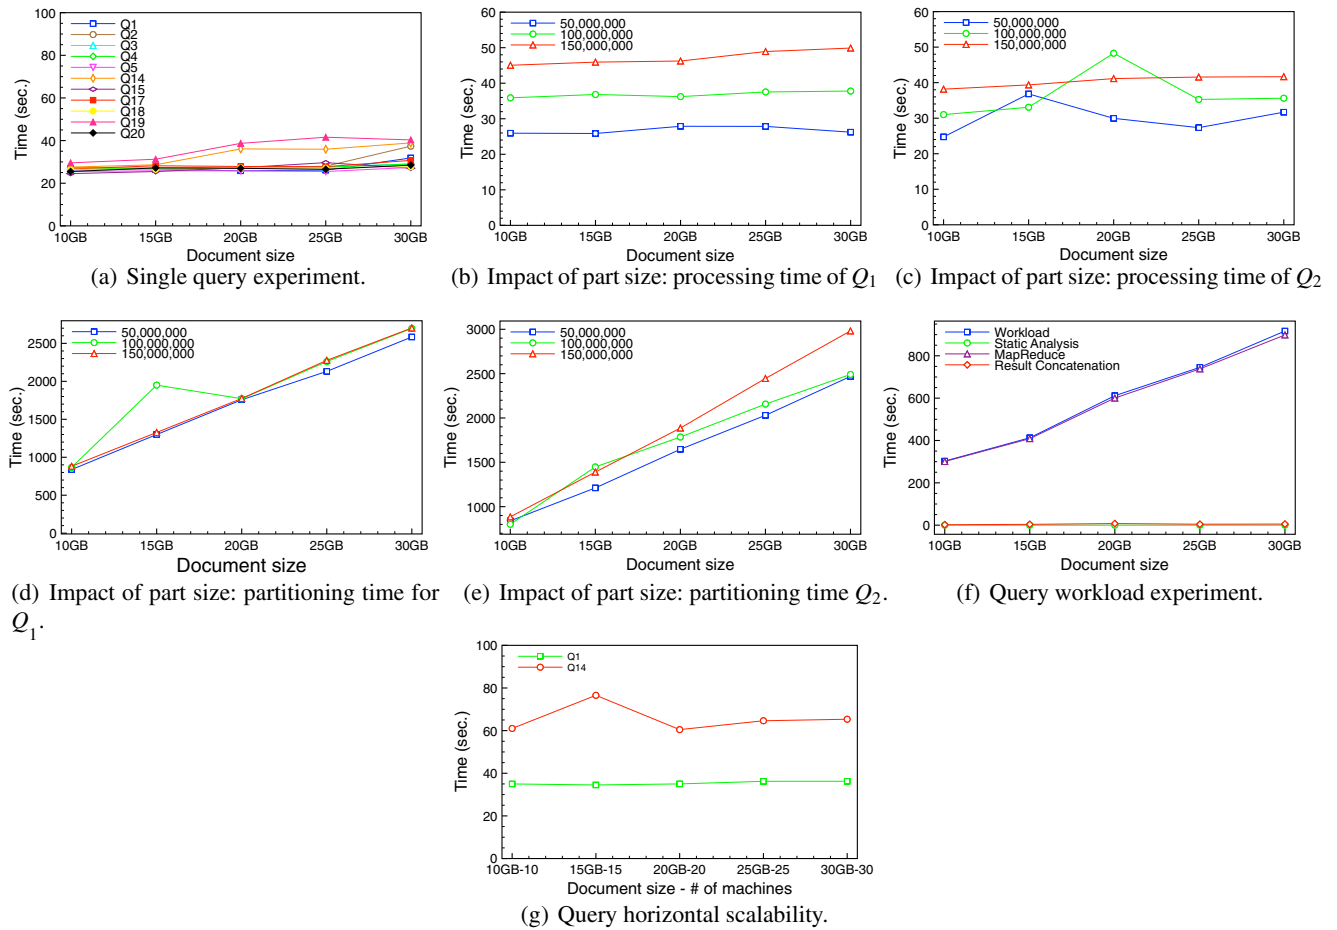 100
80
60
40
20
0
Time (sec.)
Q1
Q2
Q3
Q4
Q5
Q14
Q15
Q17
Q18
Q19
Q20
10GB 15GB 20GB 25GB 30GB
Document size
(a) Single query experiment.
60
50
40
30
20
10
0
Time (sec.)
50,000,000
100,000,000
150,000,000
10GB 15GB 20GB 25GB 30GB
Document size
(b) Impact of part size: processing time of Q1
60
50
40
30
20
10
0
Time (sec.)
50,000,000
100,000,000
150,000,000
10GB 15GB 20GB 25GB 30GB
Document size
(c) Impact of part size: processing time of Q2
2500
2000
1500
1000
500
0
Time (sec.)
50,000,000
100,000,000
150,000,000
10GB 15GB 20GB 25GB 30GB
Document size
(d) Impact of part size: partitioning time for
Q1.
3000
2500
2000
1500
1000
Time (sec.)
50,000,000
100,000,000
150,000,000
10GB 15GB 20GB 25GB 30GB
Document size
(e) Impact of part size: partitioning time Q2.
800
600
400
200
0
Time (sec.)
Workload
Static Analysis
MapReduce
Result Concatenation
10GB 15GB 20GB 25GB 30GB
Document size
(f) Query workload experiment.
100
80
60
40
20
0
Time (sec.)
Q1
Q14
10GB-10 15GB-15 20GB-20 25GB-25 30GB-30
Document size - # of machines
(g) Query horizontal scalability.